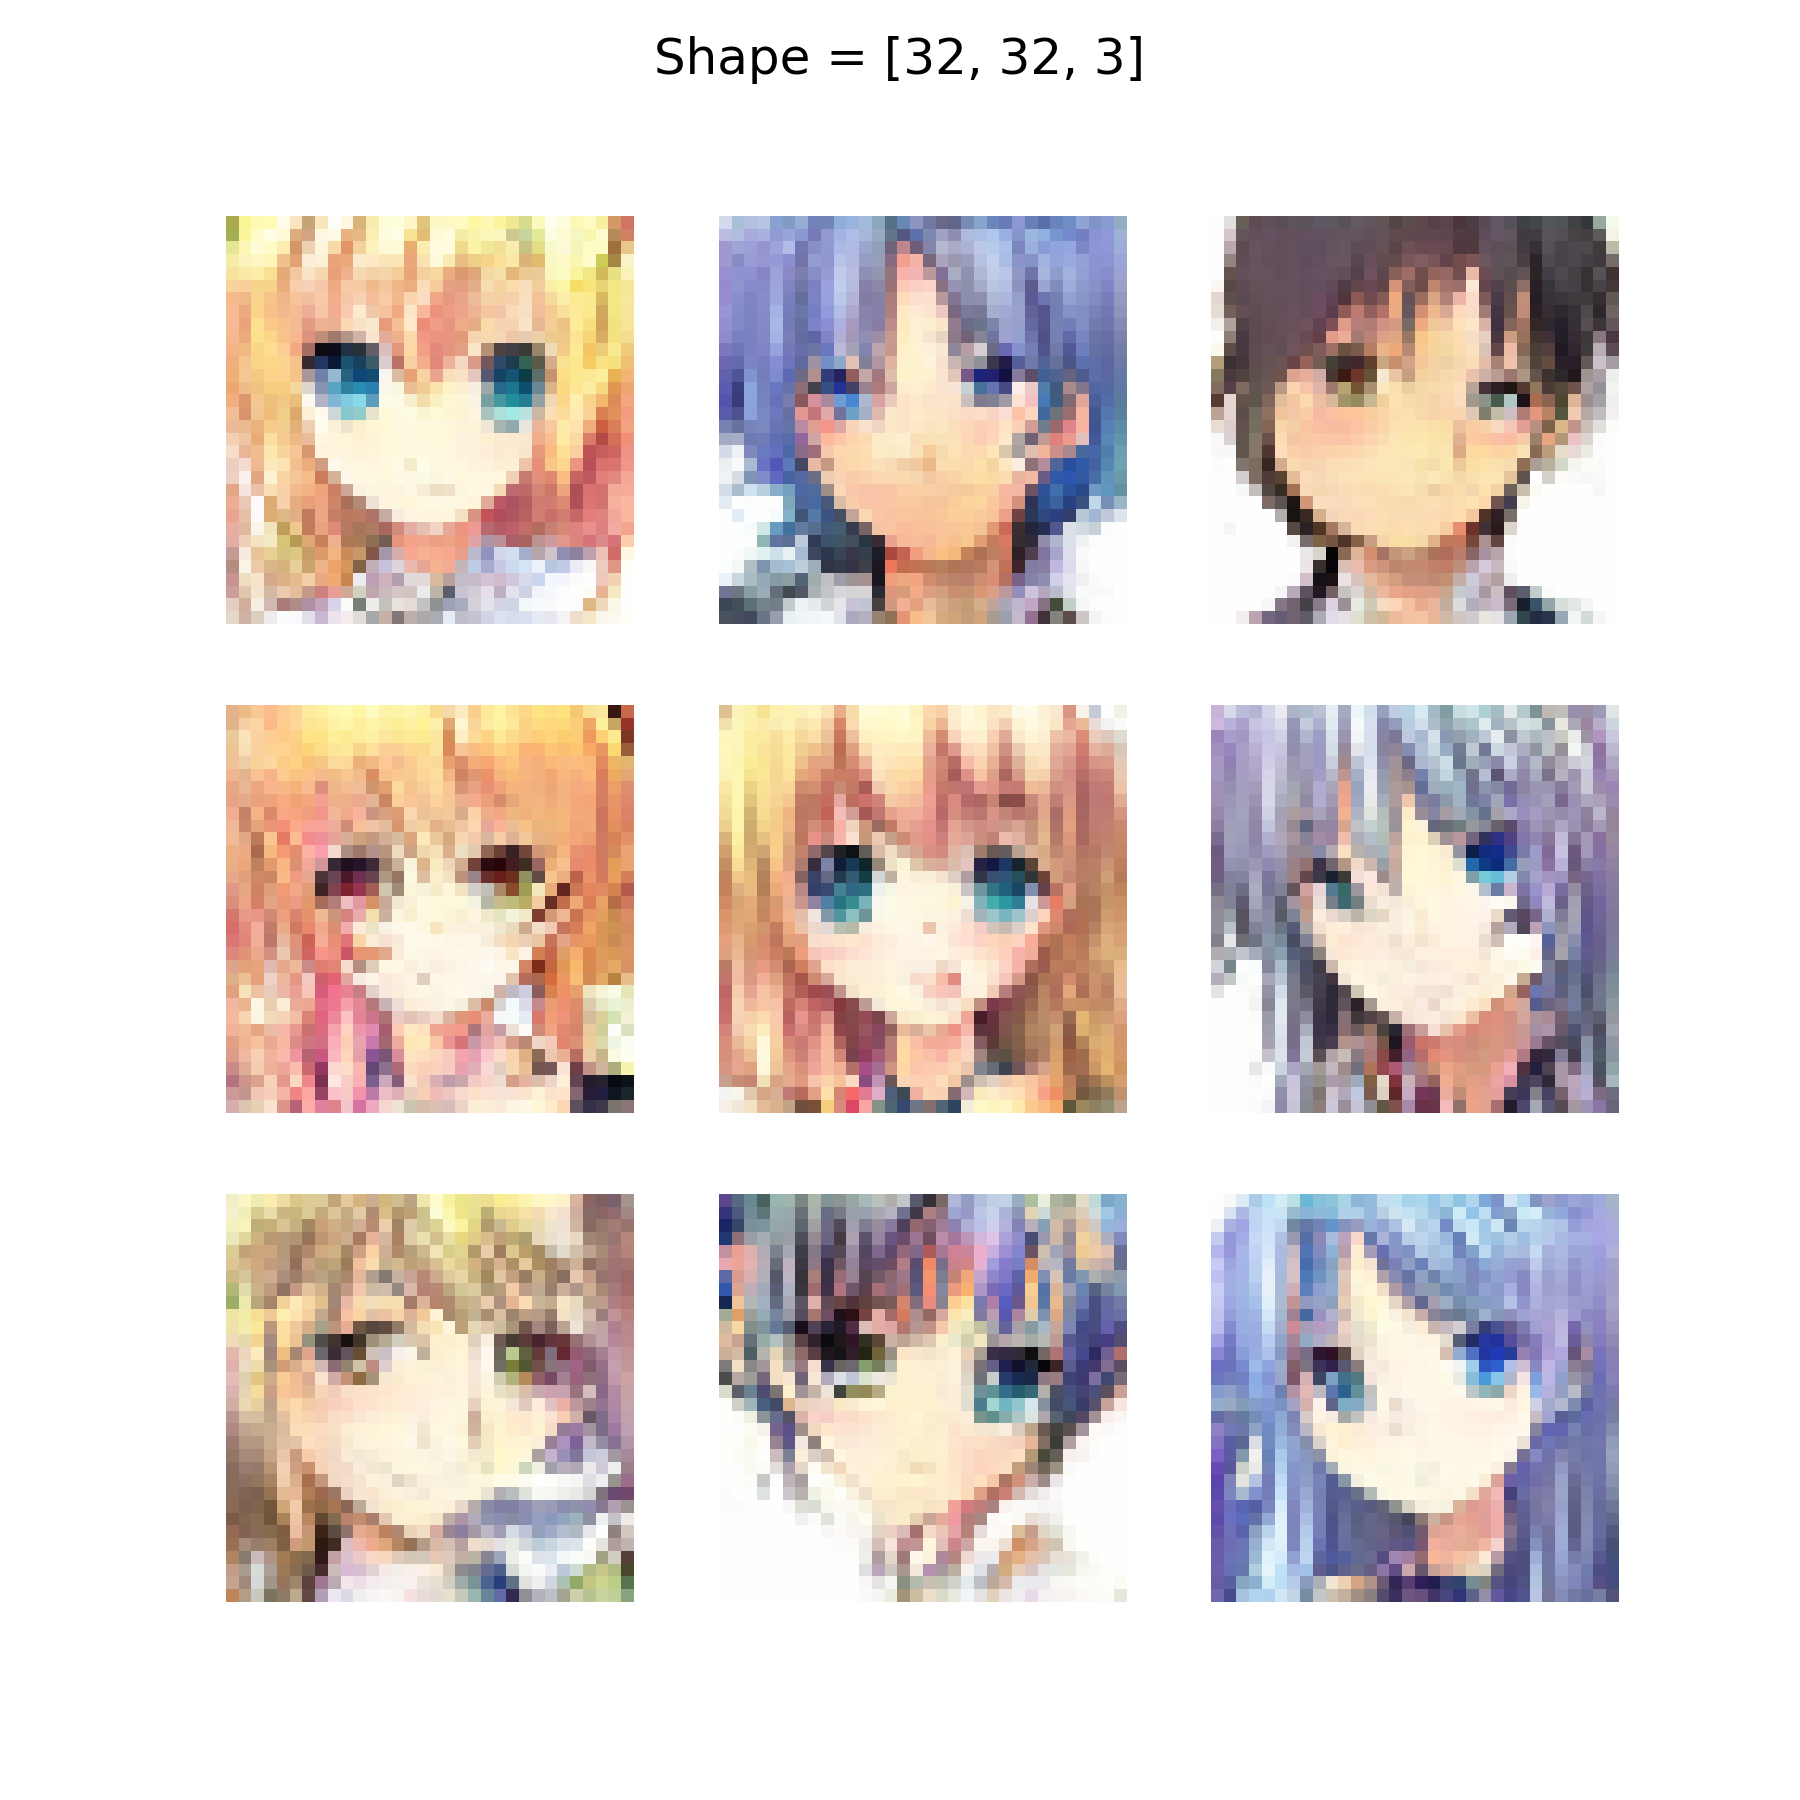 Shape = [32, 32, 3]